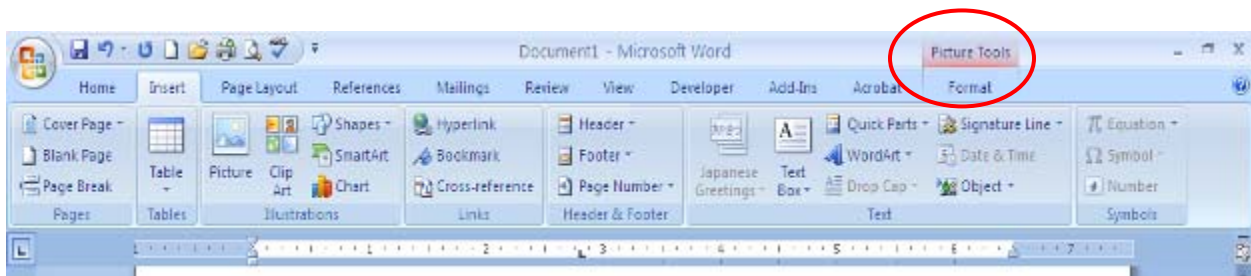 Document1 - Microsoft Word Picture Tools
Home Insert Page Layout References Mailings Review View Developer Add-Ins Acrobat Format
Cover Page Shapes Hyperlink Header Quick Parts Signature Line Equation
Blank Page SmartArt Bookmark Footer WordArt Date & Time Symbol
Page Break Table Picture Clip Art Chart Cross-reference Page Number Japanese Greetings Text Box Drop Cap Object Number
Pages Tables Illustrations Links Header & Footer Text Symbols
L 1 1 2 3 4 5 6 7